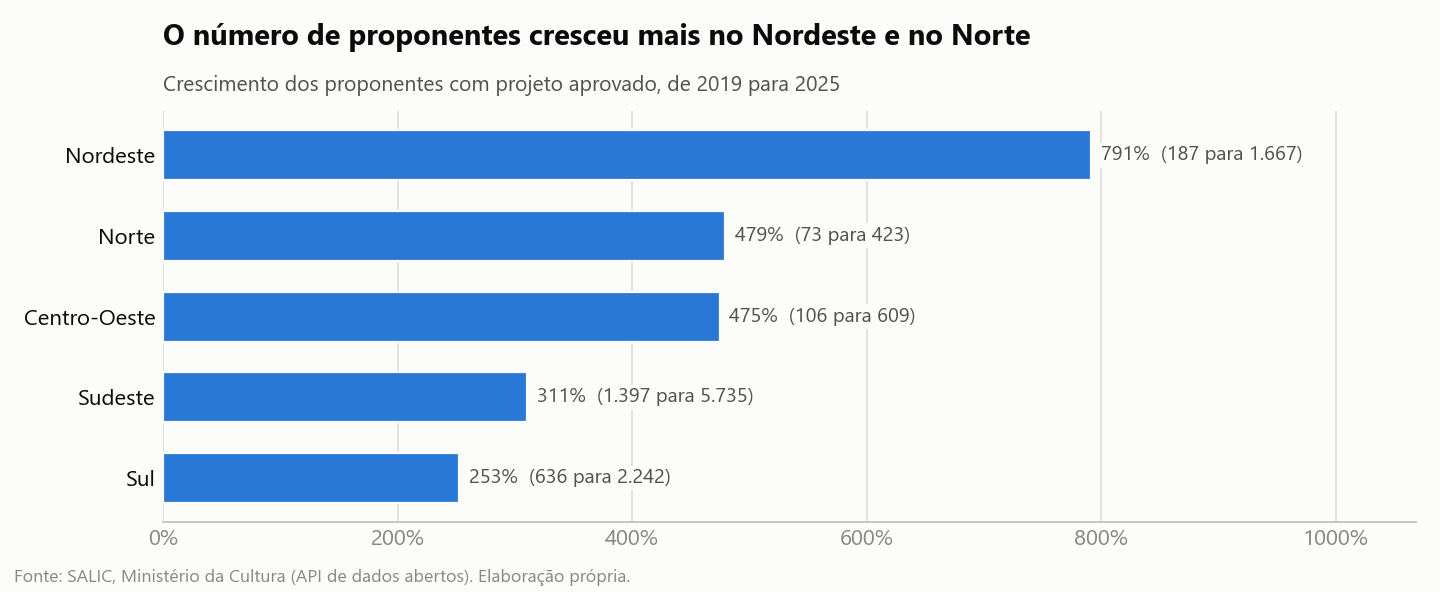 O número de proponentes cresceu mais no Nordeste e no Norte
Crescimento dos proponentes com projeto aprovado, de 2019 para 2025
Nordeste 791% (187 para 1.667)
Norte 479% (73 para 423)
Centro-Oeste 475% (106 para 609)
Sudeste 311% (1.397 para 5.735)
Sul 253% (636 para 2.242)
0% 200% 400% 600% 800% 1000%
Fonte: SALIC, Ministério da Cultura (API de dados abertos). Elaboração própria.